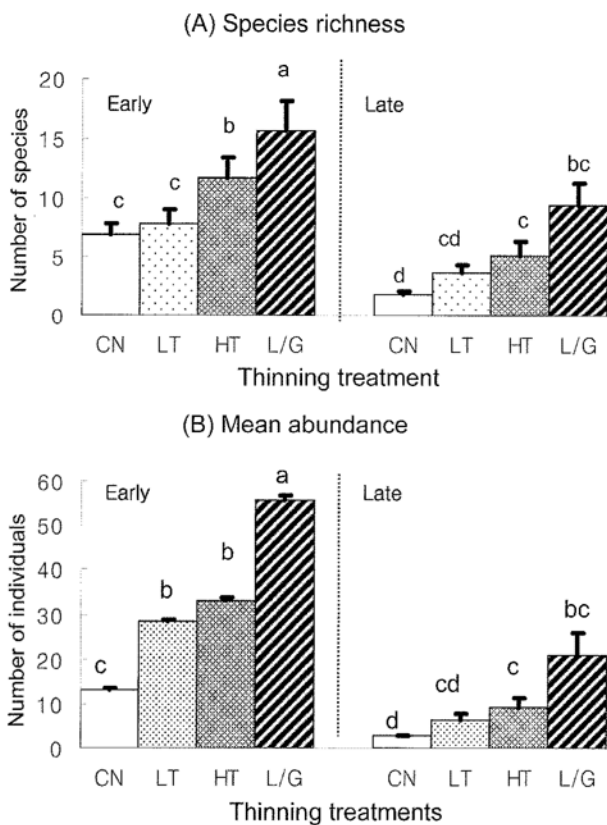 (A) Species richness
Number of species
20
15
10
5
0
Early
Late
c
c
b
a
d
cd
c
bc
CN LT HT L/G CN LT HT L/G
Thinning treatment
(B) Mean abundance
Number of individuals
60
50
40
30
20
10
0
Early
Late
c
b
b
a
d
cd
c
bc
CN LT HT L/G CN LT HT L/G
Thinning treatments